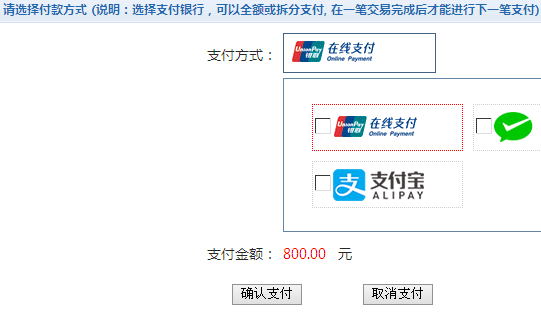 请选择付款方式 (说明：选择支付银行，可以全额或拆分支付, 在一笔交易完成后才能进行下一笔支付)
支付方式： UnionPay 银联 在线支付
Online Payment
UnionPay 银联 在线支付
Online Payment
支 支付宝
ALIPAY
支付金额： 800.00 元
确认支付 取消支付